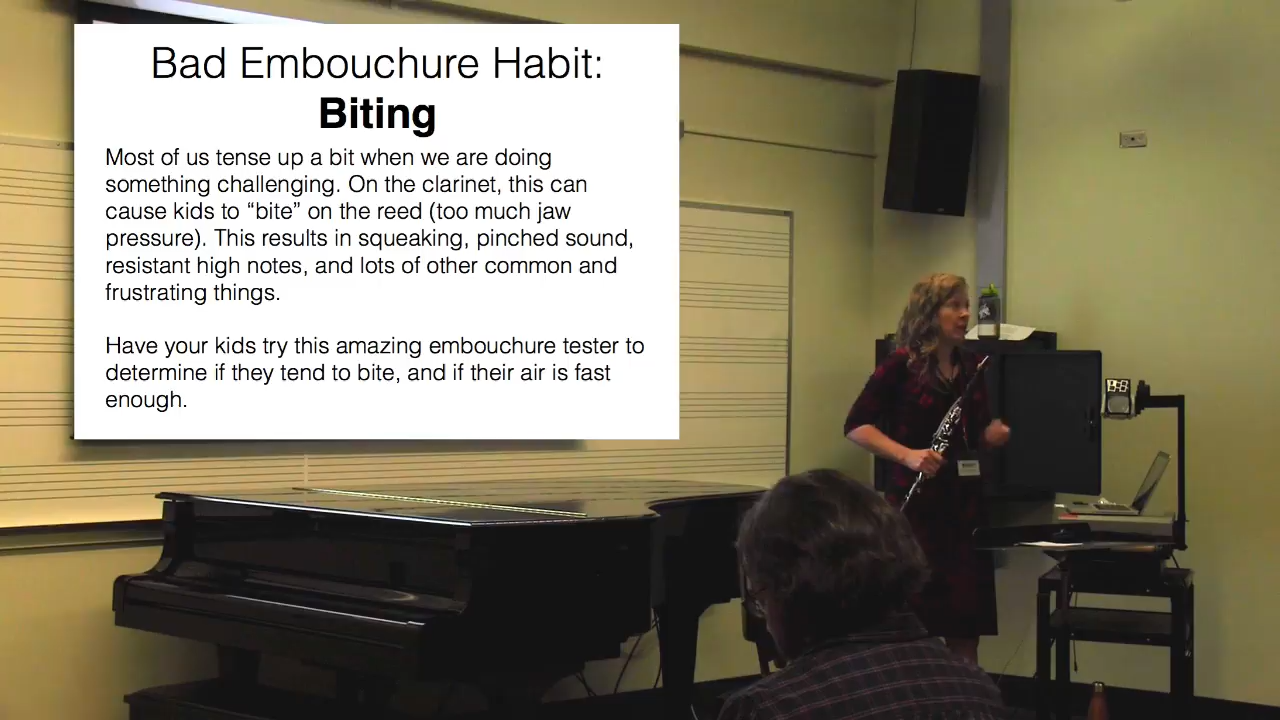 Bad Embouchure Habit:
Biting
Most of us tense up a bit when we are doing
something challenging. On the clarinet, this can
cause kids to “bite” on the reed (too much jaw
pressure). This results in squeaking, pinched sound,
resistant high notes, and lots of other common and
frustrating things.
Have your kids try this amazing embouchure tester to
determine if they tend to bite, and if their air is fast
enough.